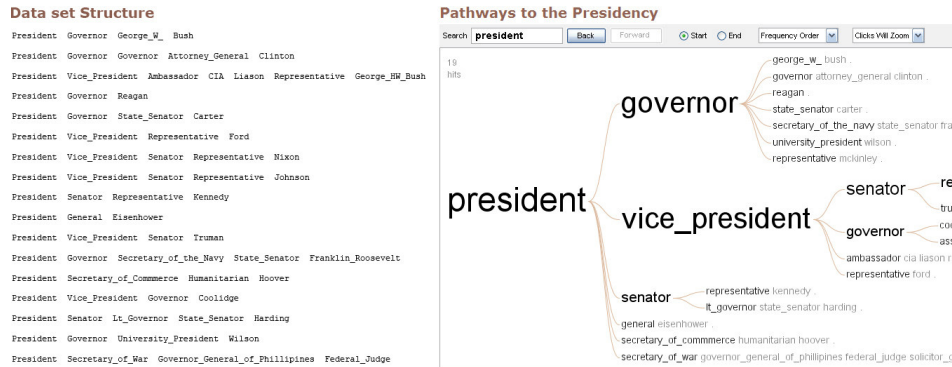 Data set Structure
President Governor George_W_ Bush
President Governor Governor Attorney_General Clinton
President Vice_President Ambassador CIA Liason Representative George_HW_Bush
President Governor Reagan
President Governor State_Senator Carter
President Vice_President Representative Ford
President Vice_President Senator Representative Nixon
President Vice_President Senator Representative Johnson
President Senator Representative Kennedy
President General Eisenhower
President Vice_President Senator Truman
President Governor Secretary_of_the_Navy State_Senator Franklin_Roosevelt
President Secretary_of_Commmerce Humanitarian Hoover
President Vice_President Governor Coolidge
President Senator Lt_Governor State_Senator Harding
President Governor University_President Wilson
President Secretary_of_War Governor_General_of_Phillipines Federal_Judge
Pathways to the Presidency
Search president Back Forward Start End Frequency Order Clicks Will Zoom
19
hits
president
governor
george_w_ bush .
governor attorney_general clinton .
reagan .
state_senator carter .
secretary_of_the_navy state_senator fra
university_president wilson .
representative mckinley .
vice_president
senator
re
tru
governor
coo
ass
ambassador cia liason r
representative ford .
senator
representative kennedy .
lt_governor state_senator harding .
general eisenhower .
secretary_of_commmerce humanitarian hoover .
secretary_of_war governor_general_of_phillipines federal_judge solicitor_g